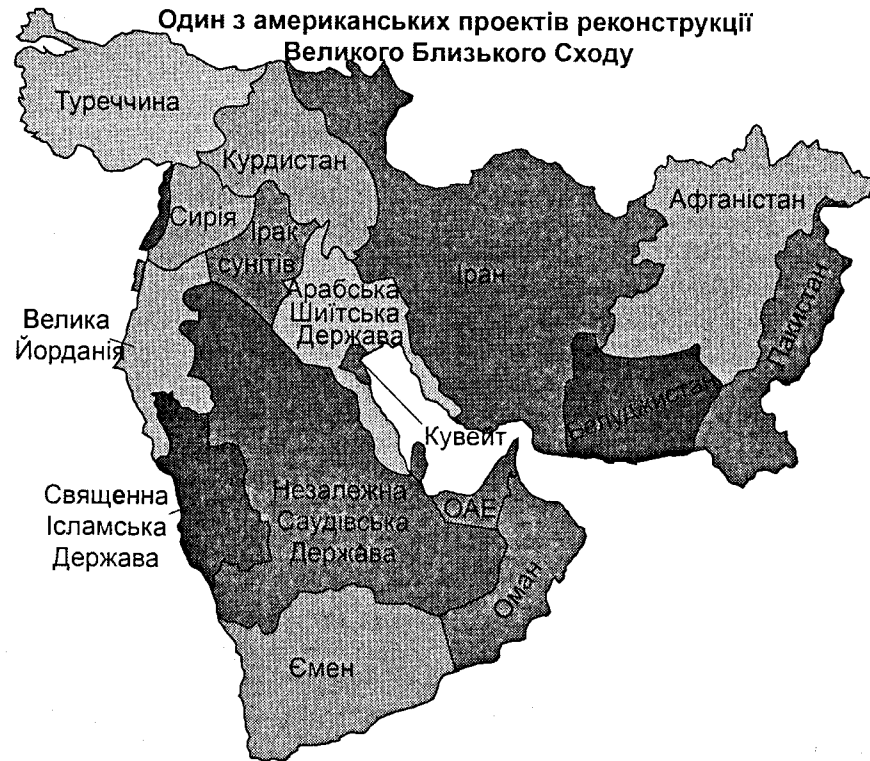 Один з американських проектів реконструкції
Великого Близького Сходу
Туреччина
Курдистан
Сирія
Ірак
сунітів
Афганістан
Іран
Арабська
Шиїтська
Держава
Пакистан
Велика
Йорданія
Белуджистан
Кувейт
Священна
Ісламська
Держава
Незалежна
Саудівська
Держава
ОАЕ
Оман
Ємен